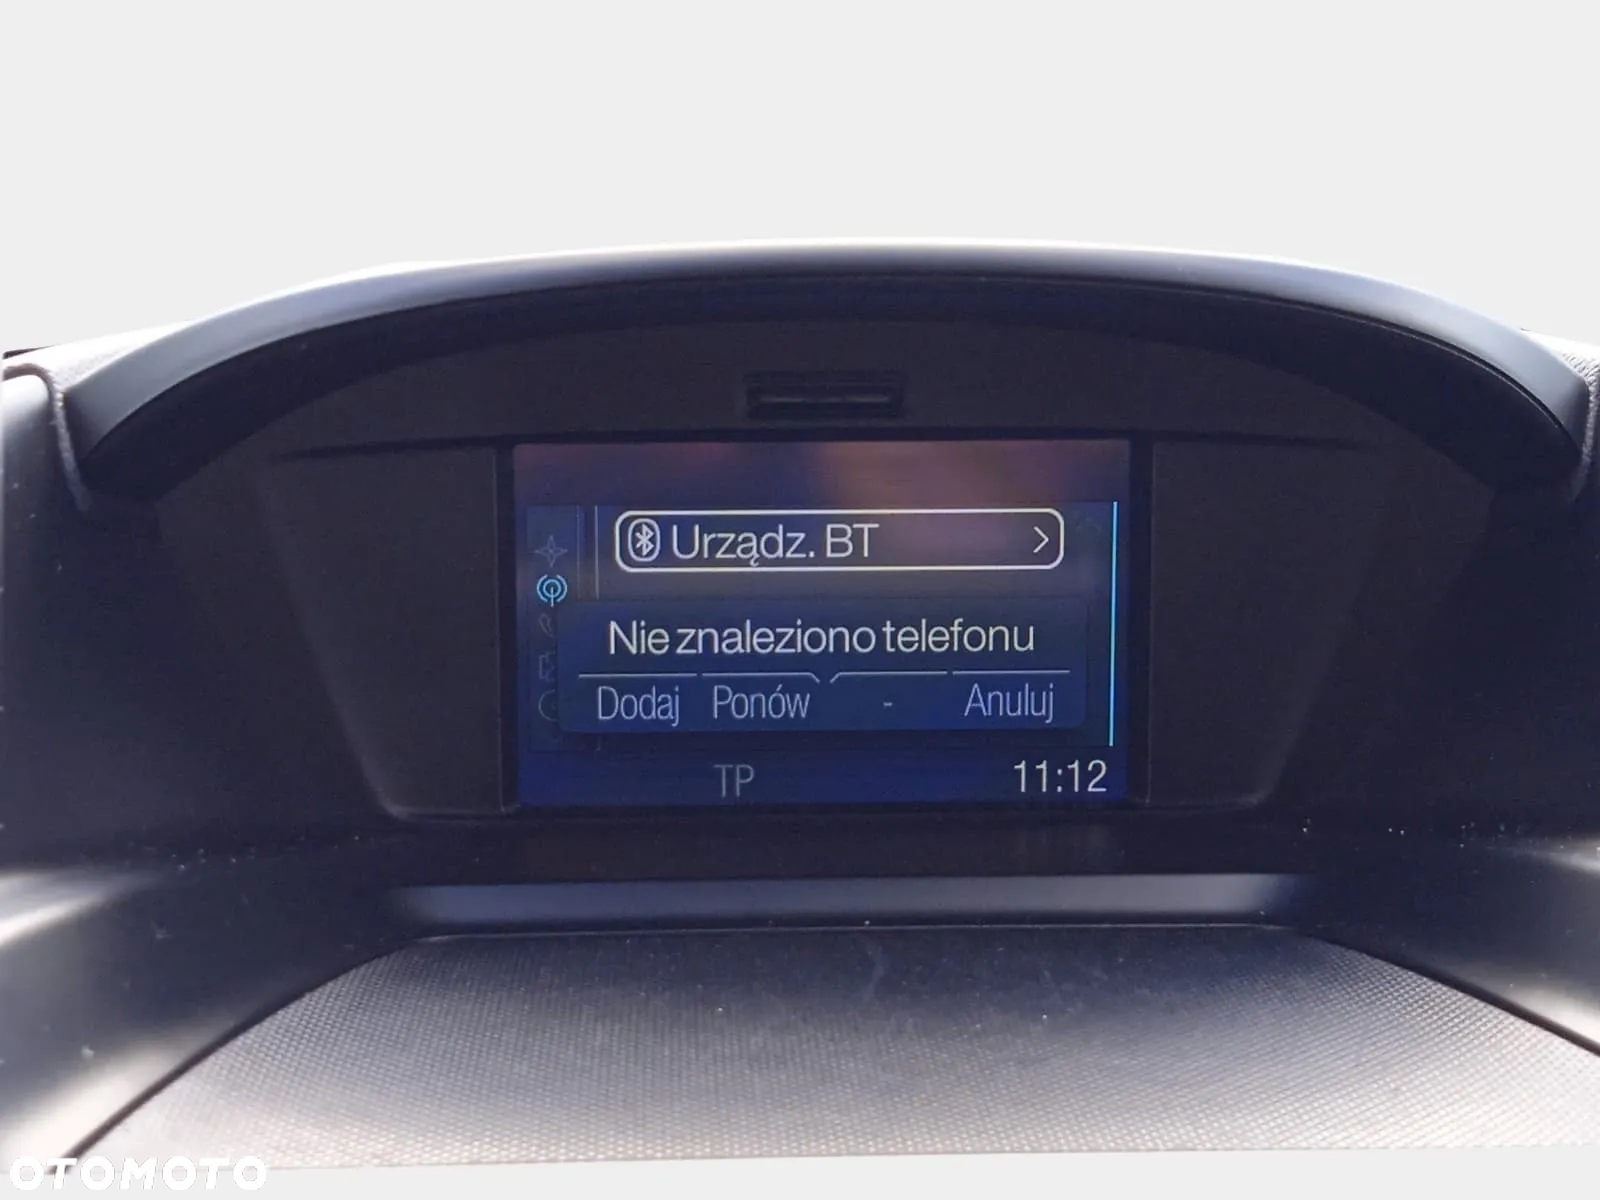 Urządz. BT
Nie znaleziono telefonu
Dodaj Ponów - Anuluj
TP 11:12
OTOMOTO